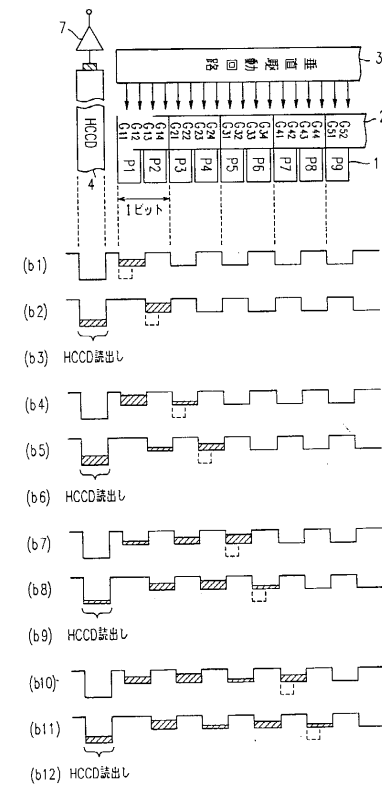 7
垂直駆動回路
3
G11 G12 G13 G14 G21 G22 G23 G24 G31 G32 G33 G34 G41 G42 G43 G44 G51 G52
2
HCCD
P1 P2 P3 P4 P5 P6 P7 P8 P9
1
4
1ビット
(b1)
(b2)
(b3) HCCD読出し
(b4)
(b5)
(b6) HCCD読出し
(b7)
(b8)
(b9) HCCD読出し
(b10)
(b11)
(b12) HCCD読出し